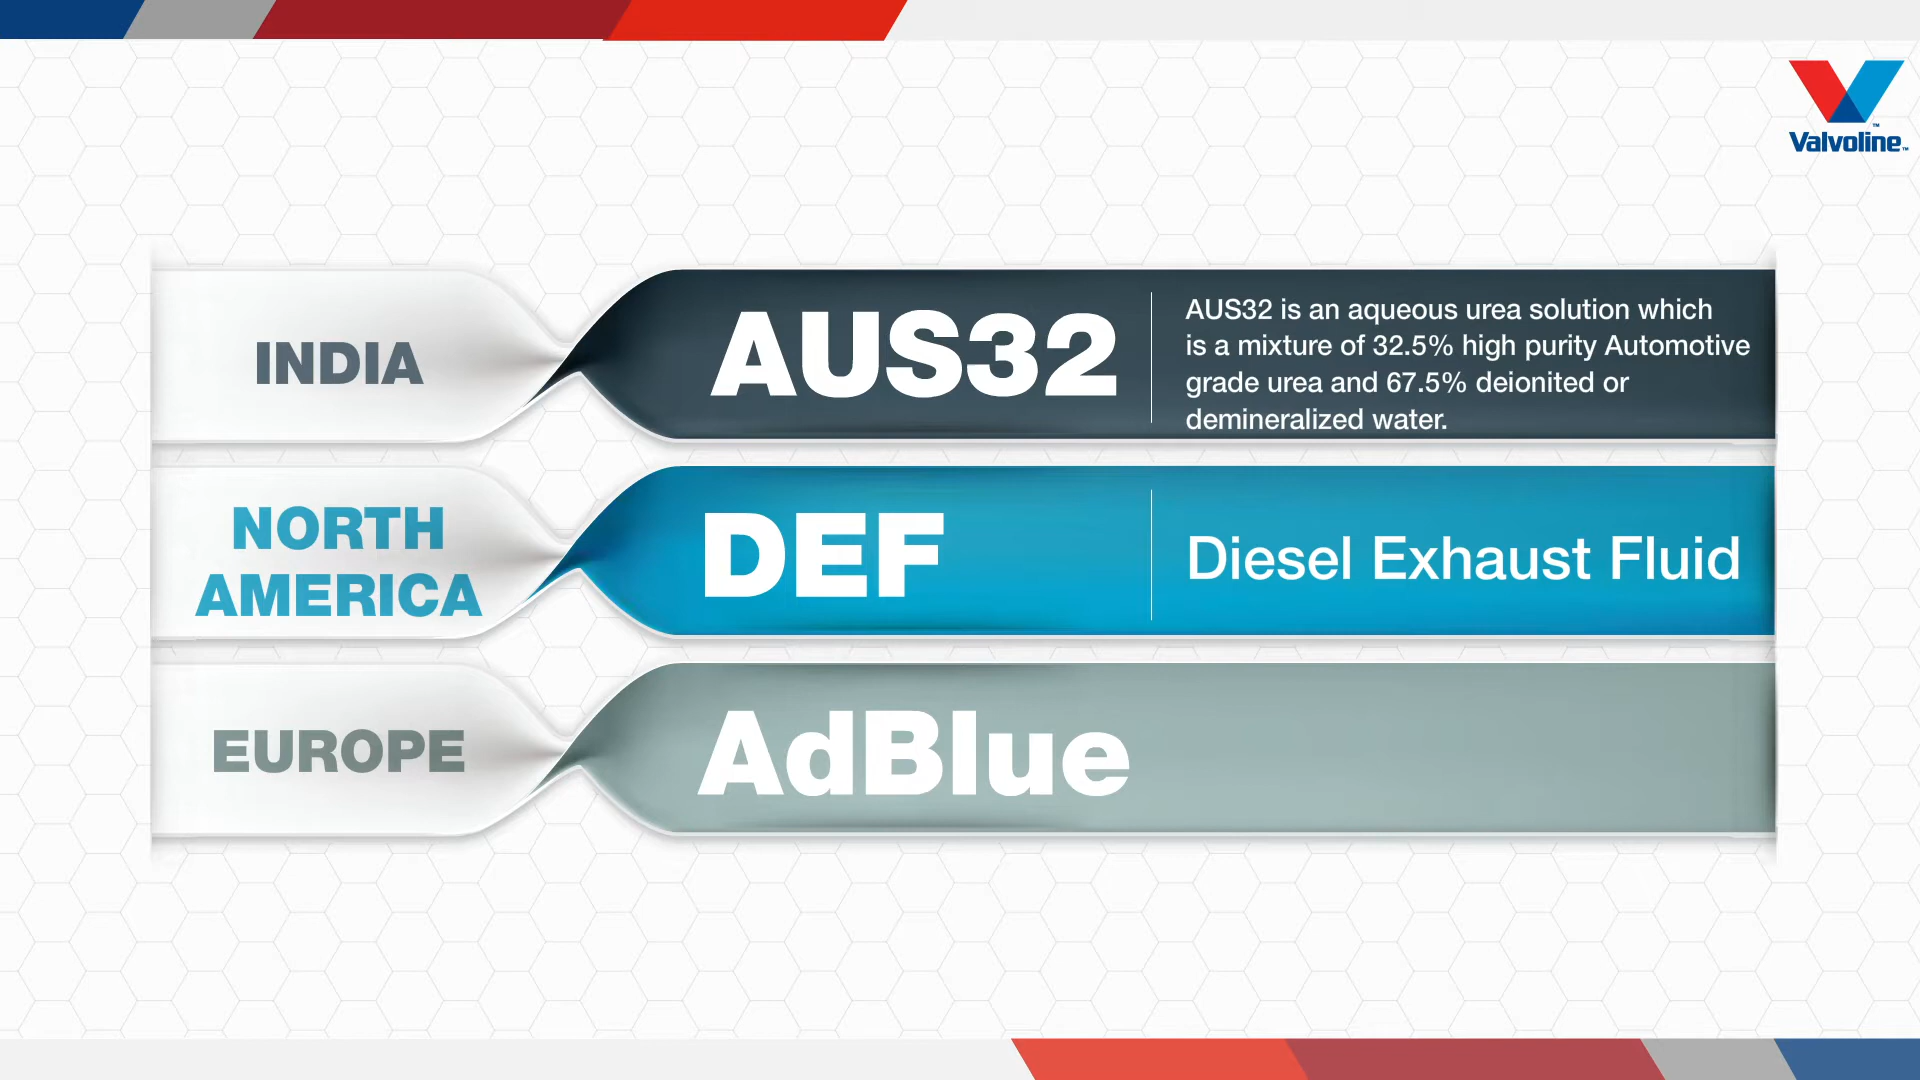 Valvoline™
INDIA
AUS32
AUS32 is an aqueous urea solution which
is a mixture of 32.5% high purity Automotive
grade urea and 67.5% deionited or
demineralized water.
NORTH
AMERICA
DEF
Diesel Exhaust Fluid
EUROPE
AdBlue